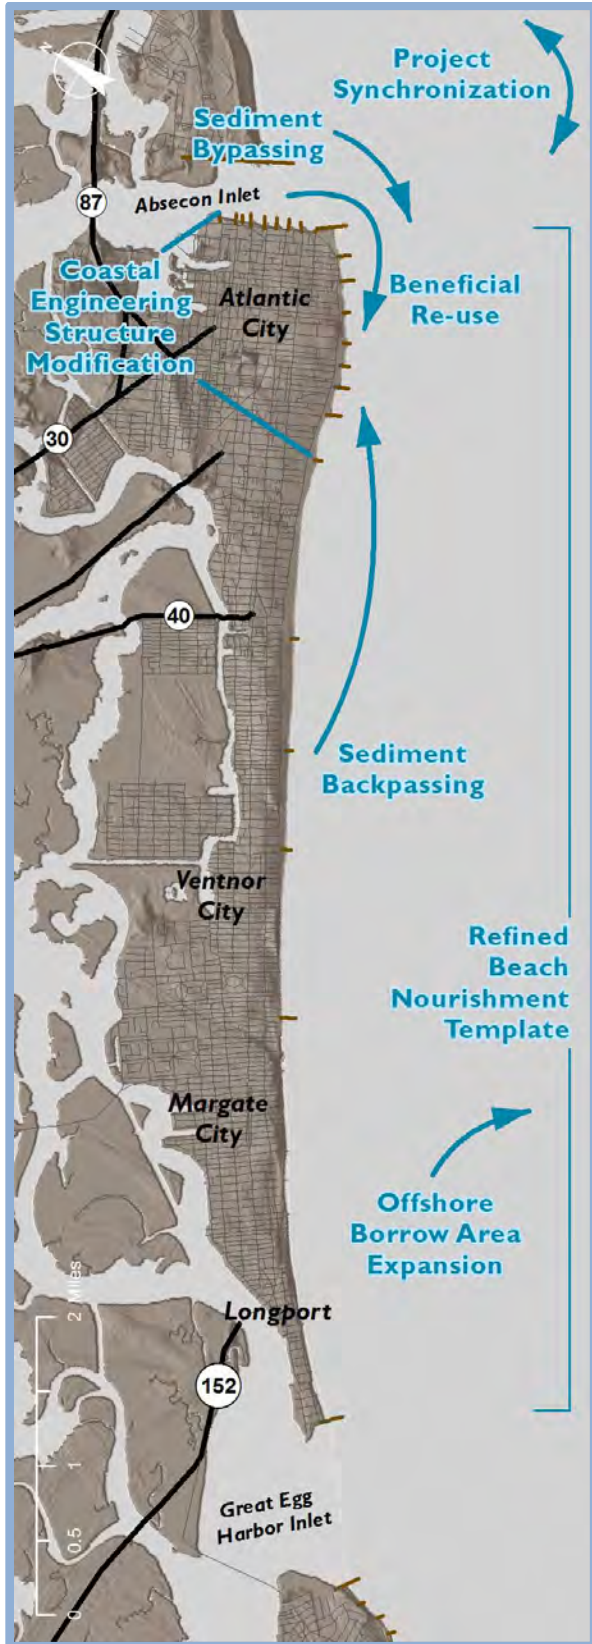 N
Project
Synchronization
Sediment
Bypassing
87
Absecon Inlet
Coastal
Engineering
Structure
Modification
Atlantic
City
Beneficial
Re-use
30
40
Sediment
Backpassing
Ventnor
City
Refined
Beach
Nourishment
Template
Margate
City
Offshore
Borrow Area
Expansion
Longport
2 Miles
152
1
Great Egg
Harbor Inlet
0.5
0